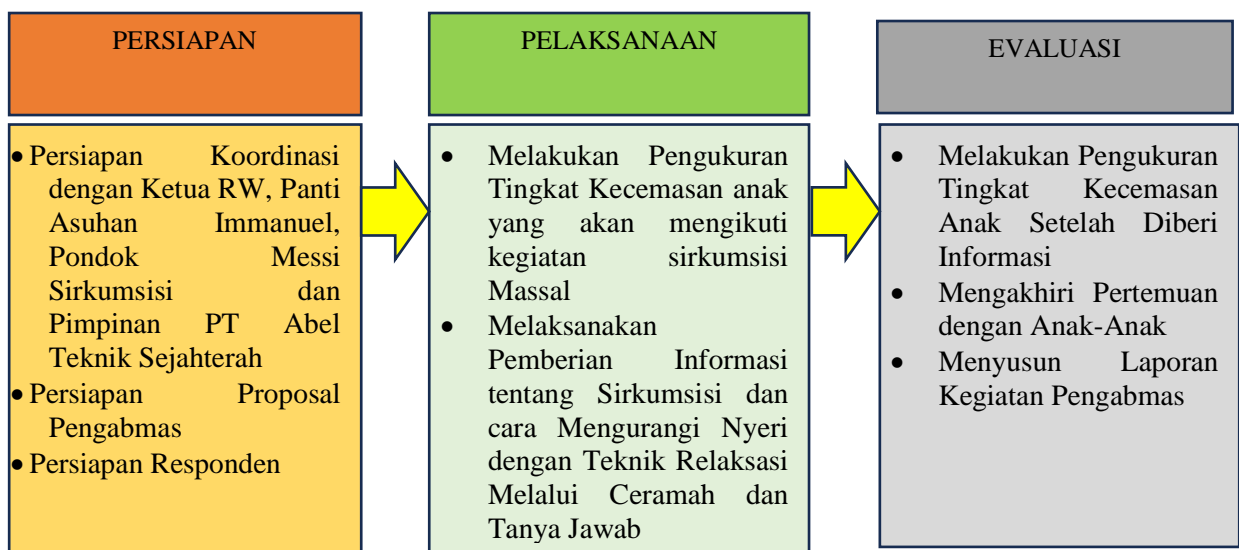 PERSIAPAN
• Persiapan Koordinasi
dengan Ketua RW, Panti
Asuhan Immanuel,
Pondok Messi
Sirkumsisi dan
Pimpinan PT Abel
Teknik Sejahterah
• Persiapan Proposal
Pengabmas
• Persiapan Responden
PELAKSANAAN
• Melakukan Pengukuran
Tingkat Kecemasan anak
yang akan mengikuti
kegiatan sirkumsisi
Massal
• Melaksanakan
Pemberian Informasi
tentang Sirkumsisi dan
cara Mengurangi Nyeri
dengan Teknik Relaksasi
Melalui Ceramah dan
Tanya Jawab
EVALUASI
• Melakukan Pengukuran
Tingkat Kecemasan
Anak Setelah Diberi
Informasi
• Mengakhiri Pertemuan
dengan Anak-Anak
• Menyusun Laporan
Kegiatan Pengabmas